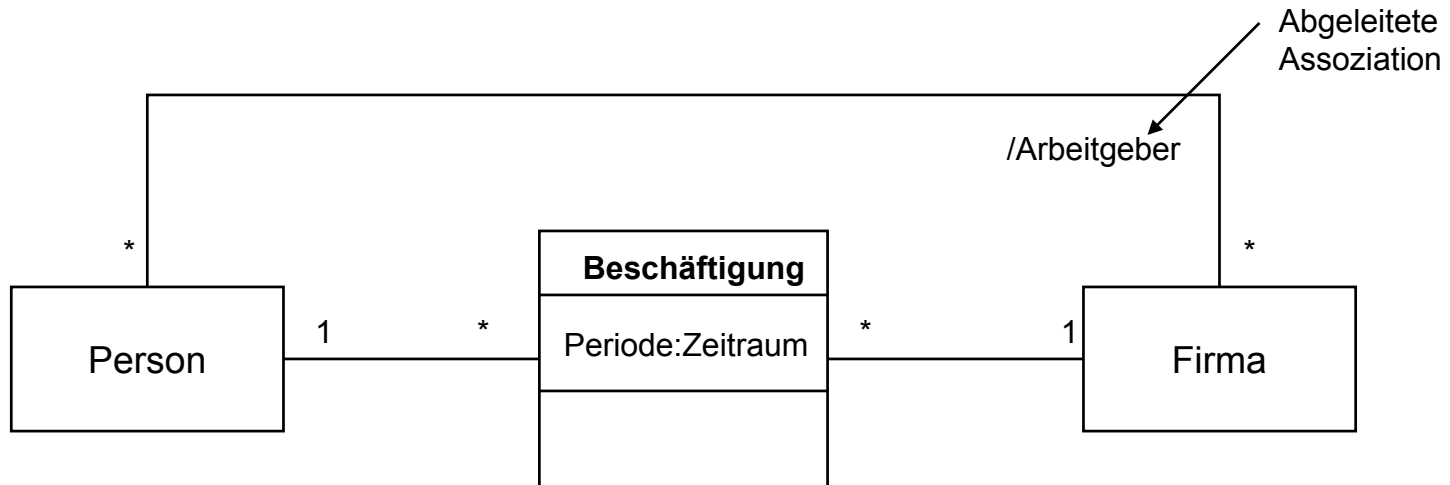 Abgeleitete
Assoziation
/Arbeitgeber
*
*
Beschäftigung
Person
1
*
Periode:Zeitraum
*
1
Firma